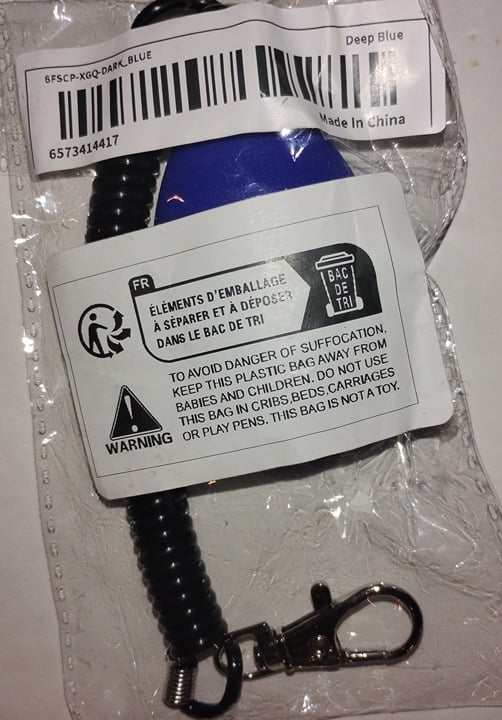 6FSCP-XGQ-DARK_BLUE
Deep Blue
6573414417
Made In China
FR
ÉLÉMENTS D'EMBALLAGE
À SÉPARER ET À DÉPOSER
DANS LE BAC DE TRI
BAC
DE
TRI
WARNING
TO AVOID DANGER OF SUFFOCATION,
KEEP THIS PLASTIC BAG AWAY FROM
BABIES AND CHILDREN. DO NOT USE
THIS BAG IN CRIBS,BEDS,CARRIAGES
OR PLAY PENS. THIS BAG IS NOT A TOY.